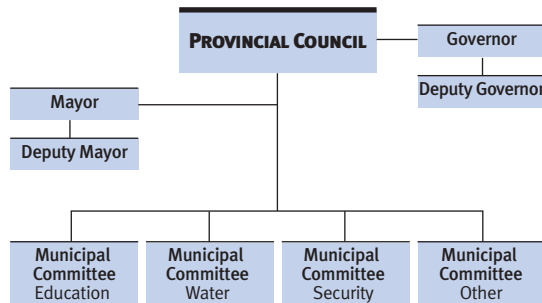 PROVINCIAL COUNCIL
Governor
Deputy Governor
Mayor
Deputy Mayor
Municipal
Committee
Education
Municipal
Committee
Water
Municipal
Committee
Security
Municipal
Committee
Other